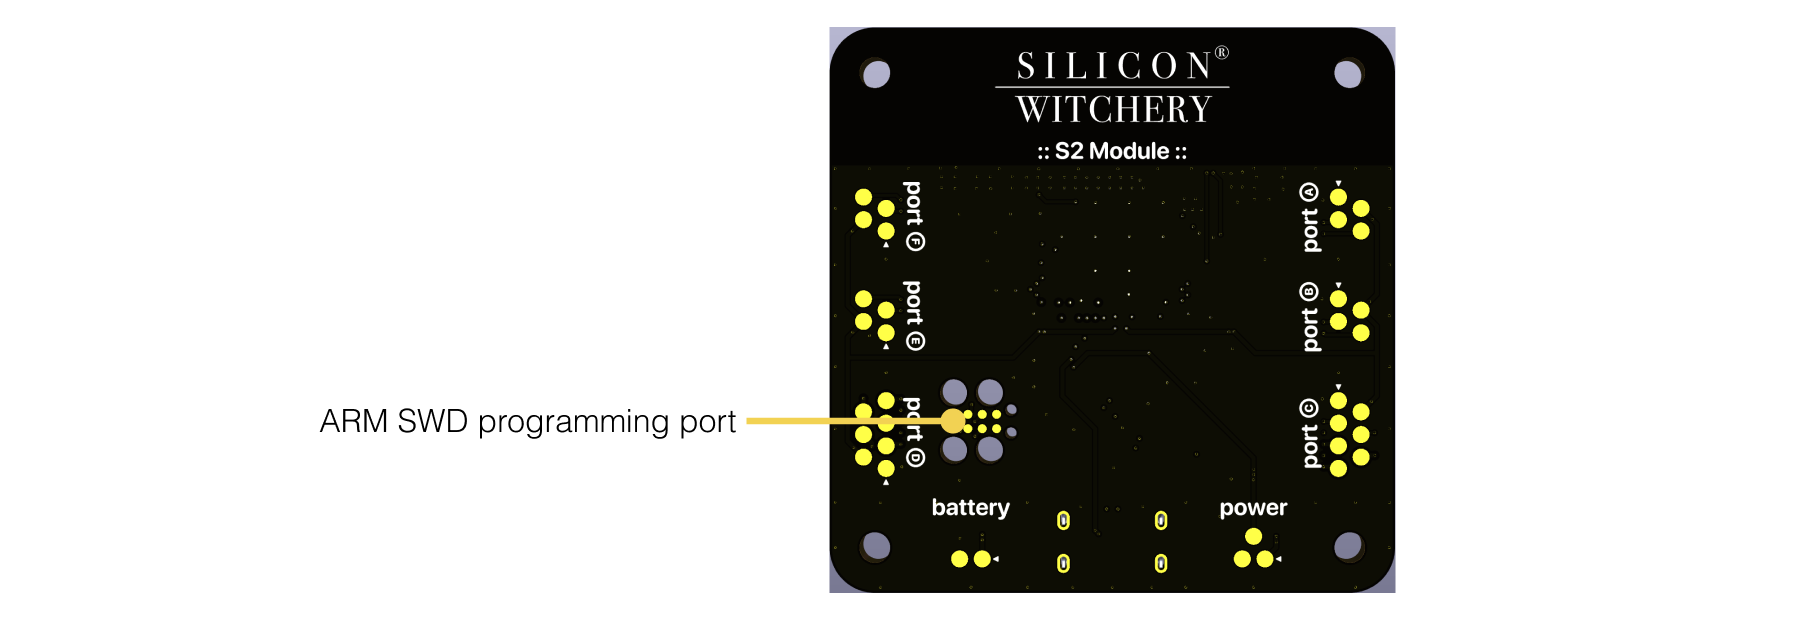 SILICON®
WITCHERY
:: S2 Module ::
port F
port A
port E
port B
ARM SWD programming port
port D
port C
battery
power